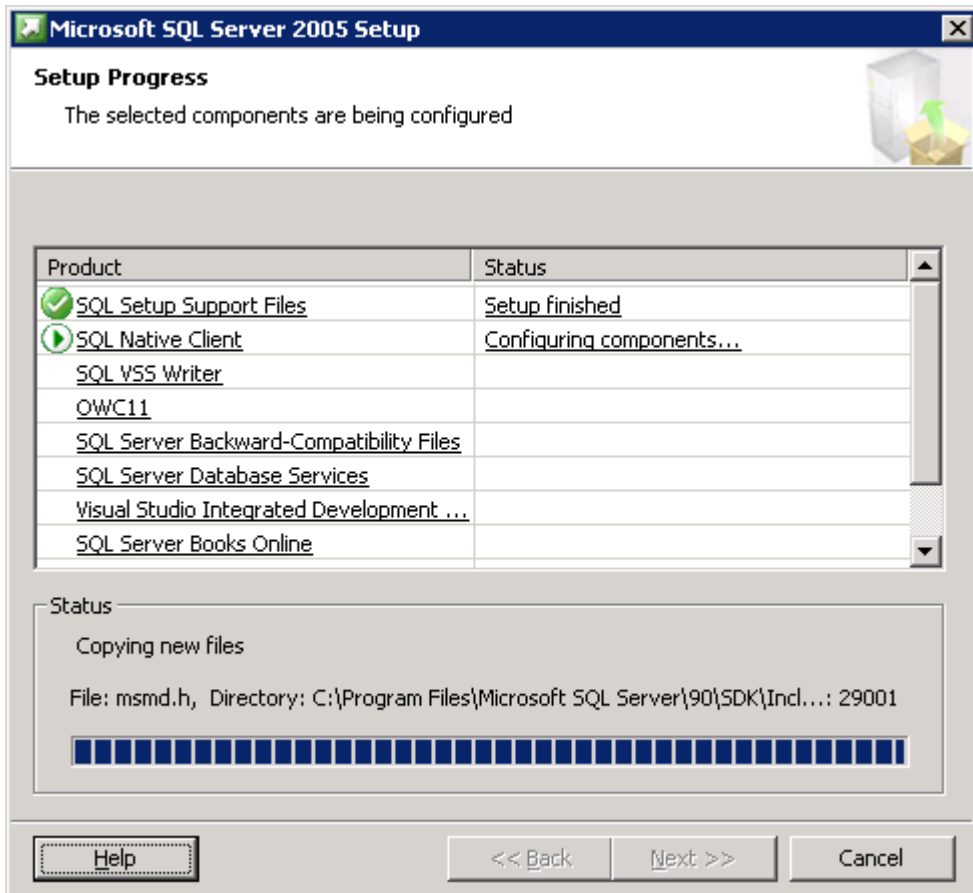 Microsoft SQL Server 2005 Setup
Setup Progress
The selected components are being configured
Product Status
SQL Setup Support Files Setup finished
SQL Native Client Configuring components...
SQL VSS Writer
OWC11
SQL Server Backward-Compatibility Files
SQL Server Database Services
Visual Studio Integrated Development ...
SQL Server Books Online
Status
Copying new files
File: msmd.h, Directory: C:\Program Files\Microsoft SQL Server\90\SDK\Incl...: 29001
Help << Back Next >> Cancel